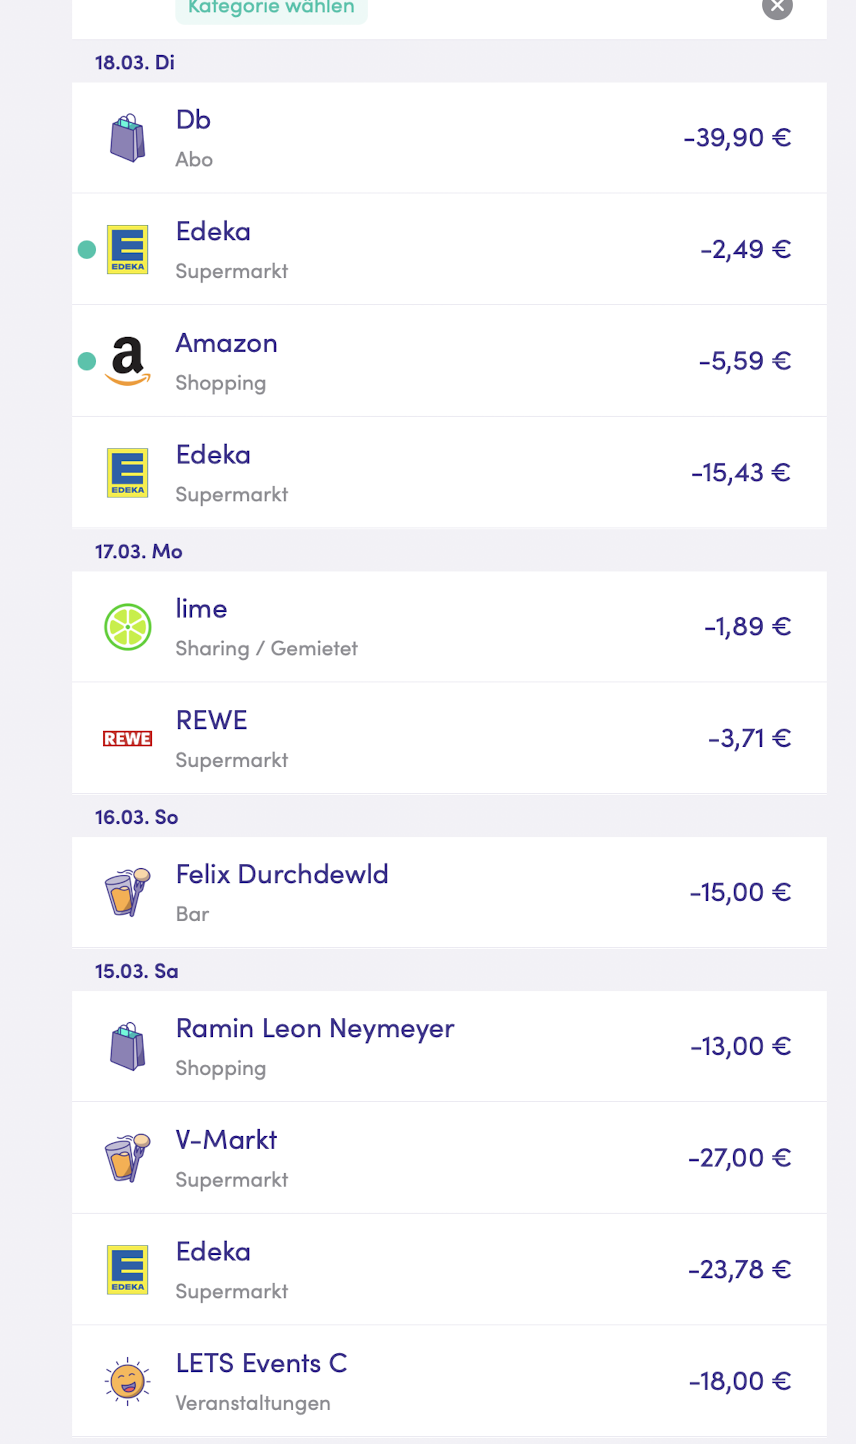 Kategorie wählen
18.03. Di
Db
-39,90 €
Abo
Edeka
-2,49 €
E
EDEKA
Supermarkt
Amazon
-5,59 €
a
Shopping
Edeka
-15,43 €
E
EDEKA
Supermarkt
17.03. Mo
lime
-1,89 €
Sharing / Gemietet
REWE
-3,71 €
REWE
Supermarkt
16.03. So
Felix Durchdewld
-15,00 €
Bar
15.03. Sa
Ramin Leon Neymeyer
-13,00 €
Shopping
V-Markt
-27,00 €
Supermarkt
Edeka
-23,78 €
E
EDEKA
Supermarkt
LETS Events C
-18,00 €
Veranstaltungen